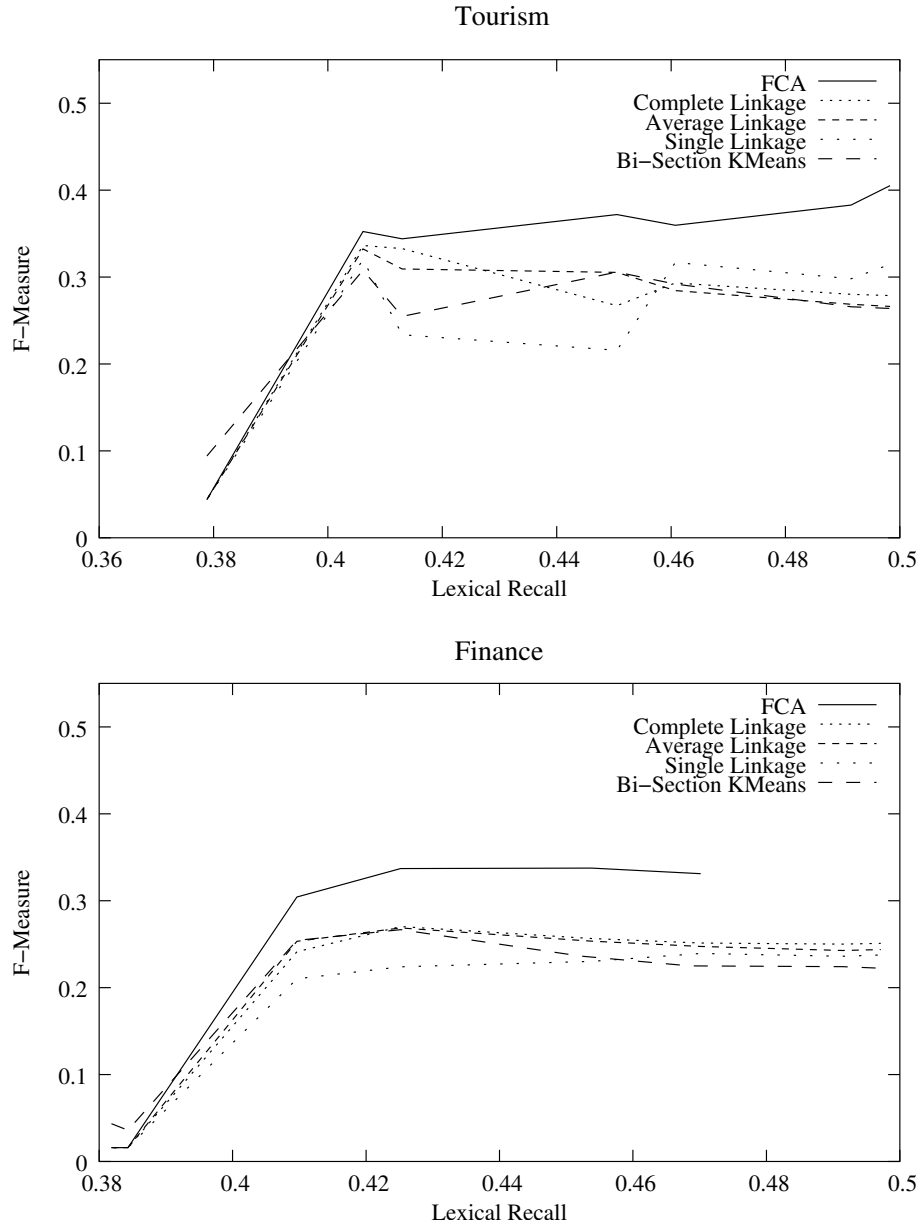 Tourism
0.5
FCA
Complete Linkage
Average Linkage
Single Linkage
Bi−Section KMeans
0.4
0.3
0.2
0.1
0
F−Measure
0.36
0.38
0.4
0.42
0.44
0.46
0.48
0.5
Lexical Recall
Finance
0.5
FCA
Complete Linkage
Average Linkage
Single Linkage
Bi−Section KMeans
0.4
0.3
0.2
0.1
0
F−Measure
0.38
0.4
0.42
0.44
0.46
0.48
0.5
Lexical Recall